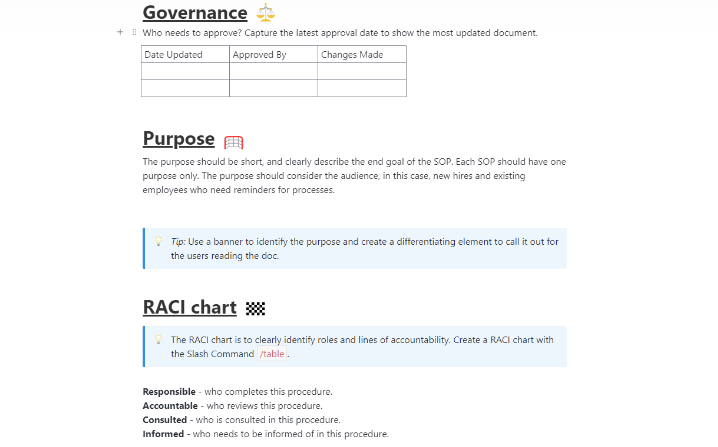 Governance
Who needs to approve? Capture the latest approval date to show the most updated document.
Date Updated Approved By Changes Made
Purpose
The purpose should be short, and clearly describe the end goal of the SOP. Each SOP should have one
purpose only. The purpose should consider the audience, in this case, new hires and existing
employees who need reminders for processes.
Tip: Use a banner to identify the purpose and create a differentiating element to call it out for
the users reading the doc.
RACI chart
The RACI chart is to clearly identify roles and lines of accountability. Create a RACI chart with
the Slash Command /table .
Responsible - who completes this procedure.
Accountable - who reviews this procedure.
Consulted - who is consulted in this procedure.
Informed - who needs to be informed of in this procedure.